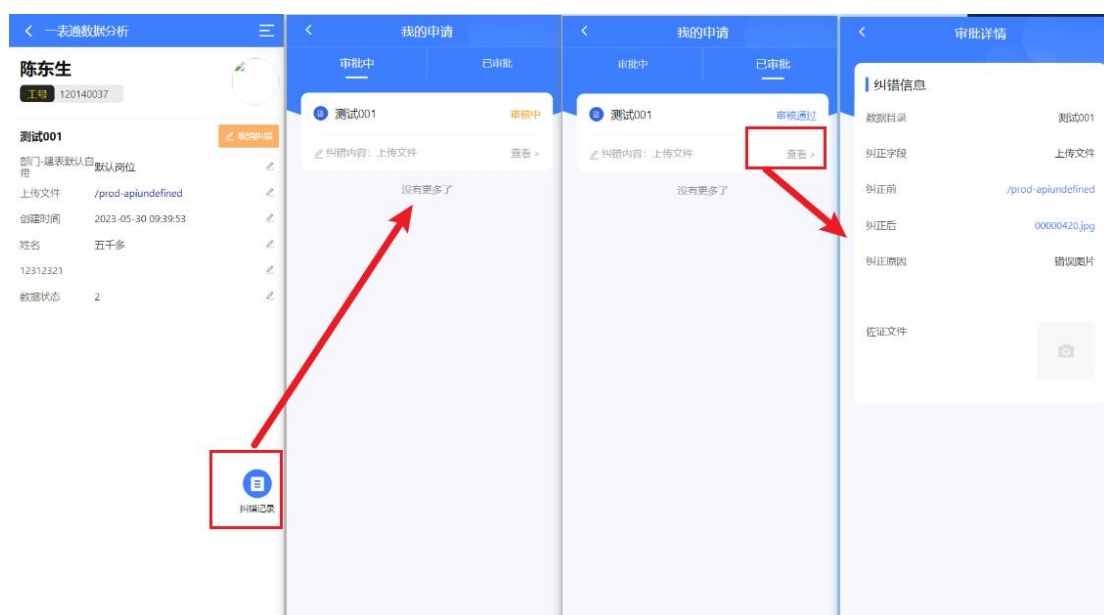 一表通数据分析
陈东生
工号 120140037
测试001
取消纠错
部门-建表默认自带
默认岗位
上传文件 /prod-apiundefined
创建时间 2023-05-30 09:39:53
姓名 五千多
12312321
数据状态 2
纠错记录
我的申请
审批中 已审批
测试001 审核中
纠错内容：上传文件 查看 >
没有更多了
我的申请
审批中 已审批
测试001 审核通过
纠错内容：上传文件 查看 >
没有更多了
审批详情
纠错信息
数据目录 测试001
纠正字段 上传文件
纠正前 /prod-apiundefined
纠正后 00000420.jpg
纠正原因 错误图片
佐证文件